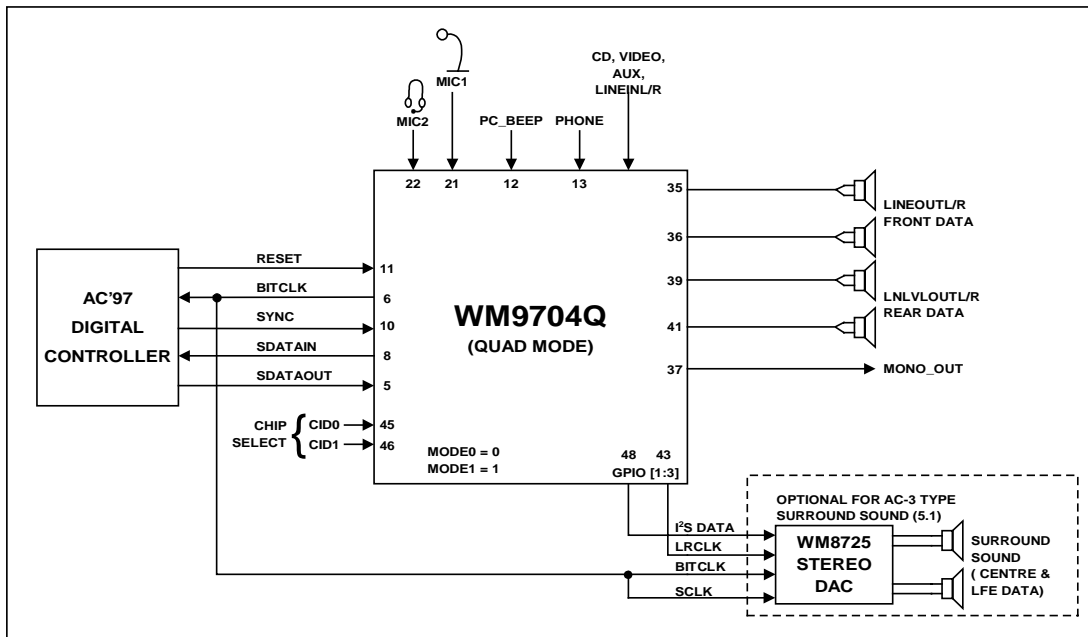 CD, VIDEO,
AUX,
LINEINL/R
MIC1
MIC2
PC_BEEP
PHONE
22
21
12
13
35
LINEOUTL/R
FRONT DATA
36
39
LNLVLOUTL/R
REAR DATA
41
37
MONO_OUT
AC'97
DIGITAL
CONTROLLER
RESET
11
BITCLK
6
SYNC
10
SDATAIN
8
SDATAOUT
5
WM9704Q
(QUAD MODE)
CHIP
SELECT
{
CID0
45
CID1
46
MODE0 = 0
MODE1 = 1
48
43
GPIO [1:3]
OPTIONAL FOR AC-3 TYPE
SURROUND SOUND (5.1)
I²S DATA
LRCLK
BITCLK
SCLK
WM8725
STEREO
DAC
SURROUND
SOUND
( CENTRE &
LFE DATA)